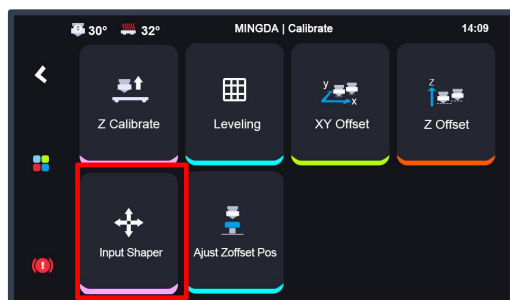 30° 32° MINGDA | Calibrate 14:09
Z Calibrate Leveling XY Offset Z Offset
Input Shaper Ajust Zoffset Pos